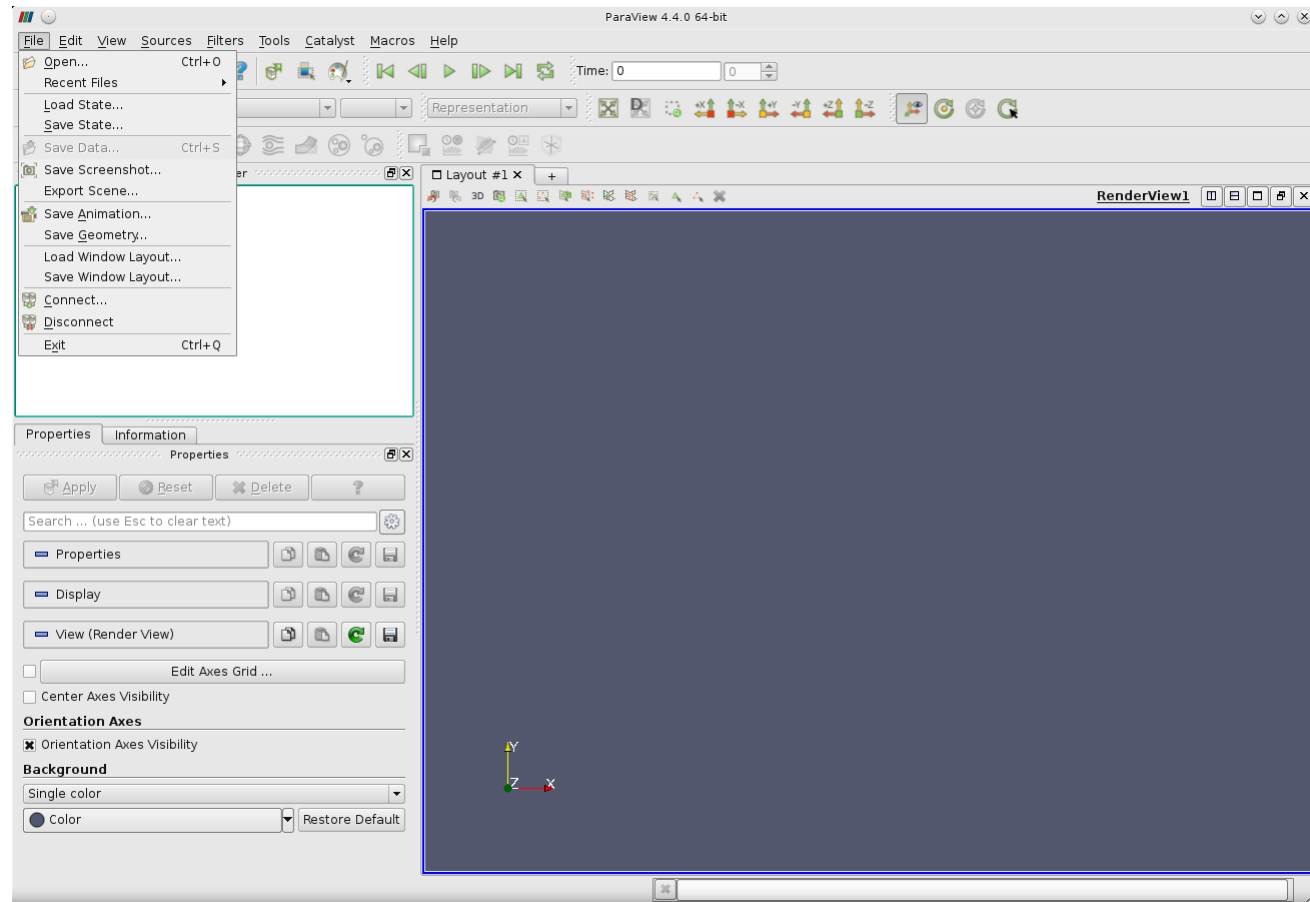 ParaView 4.4.0 64-bit
File Edit View Sources Filters Tools Catalyst Macros Help
Open... Ctrl+O
Recent Files
Load State...
Save State...
Save Data... Ctrl+S
Save Screenshot...
Export Scene...
Save Animation...
Save Geometry...
Load Window Layout...
Save Window Layout...
Connect...
Disconnect
Exit Ctrl+Q
? Time: 0 0
Representation
+X -X +Y -Y +Z -Z
er
Layout #1 +
3D
RenderView1
Properties Information
Properties
Apply Reset Delete ?
Search ... (use Esc to clear text)
Properties
Display
View (Render View)
Edit Axes Grid ...
Center Axes Visibility
Orientation Axes
Orientation Axes Visibility
Background
Single color
Color Restore Default
Y
Z X